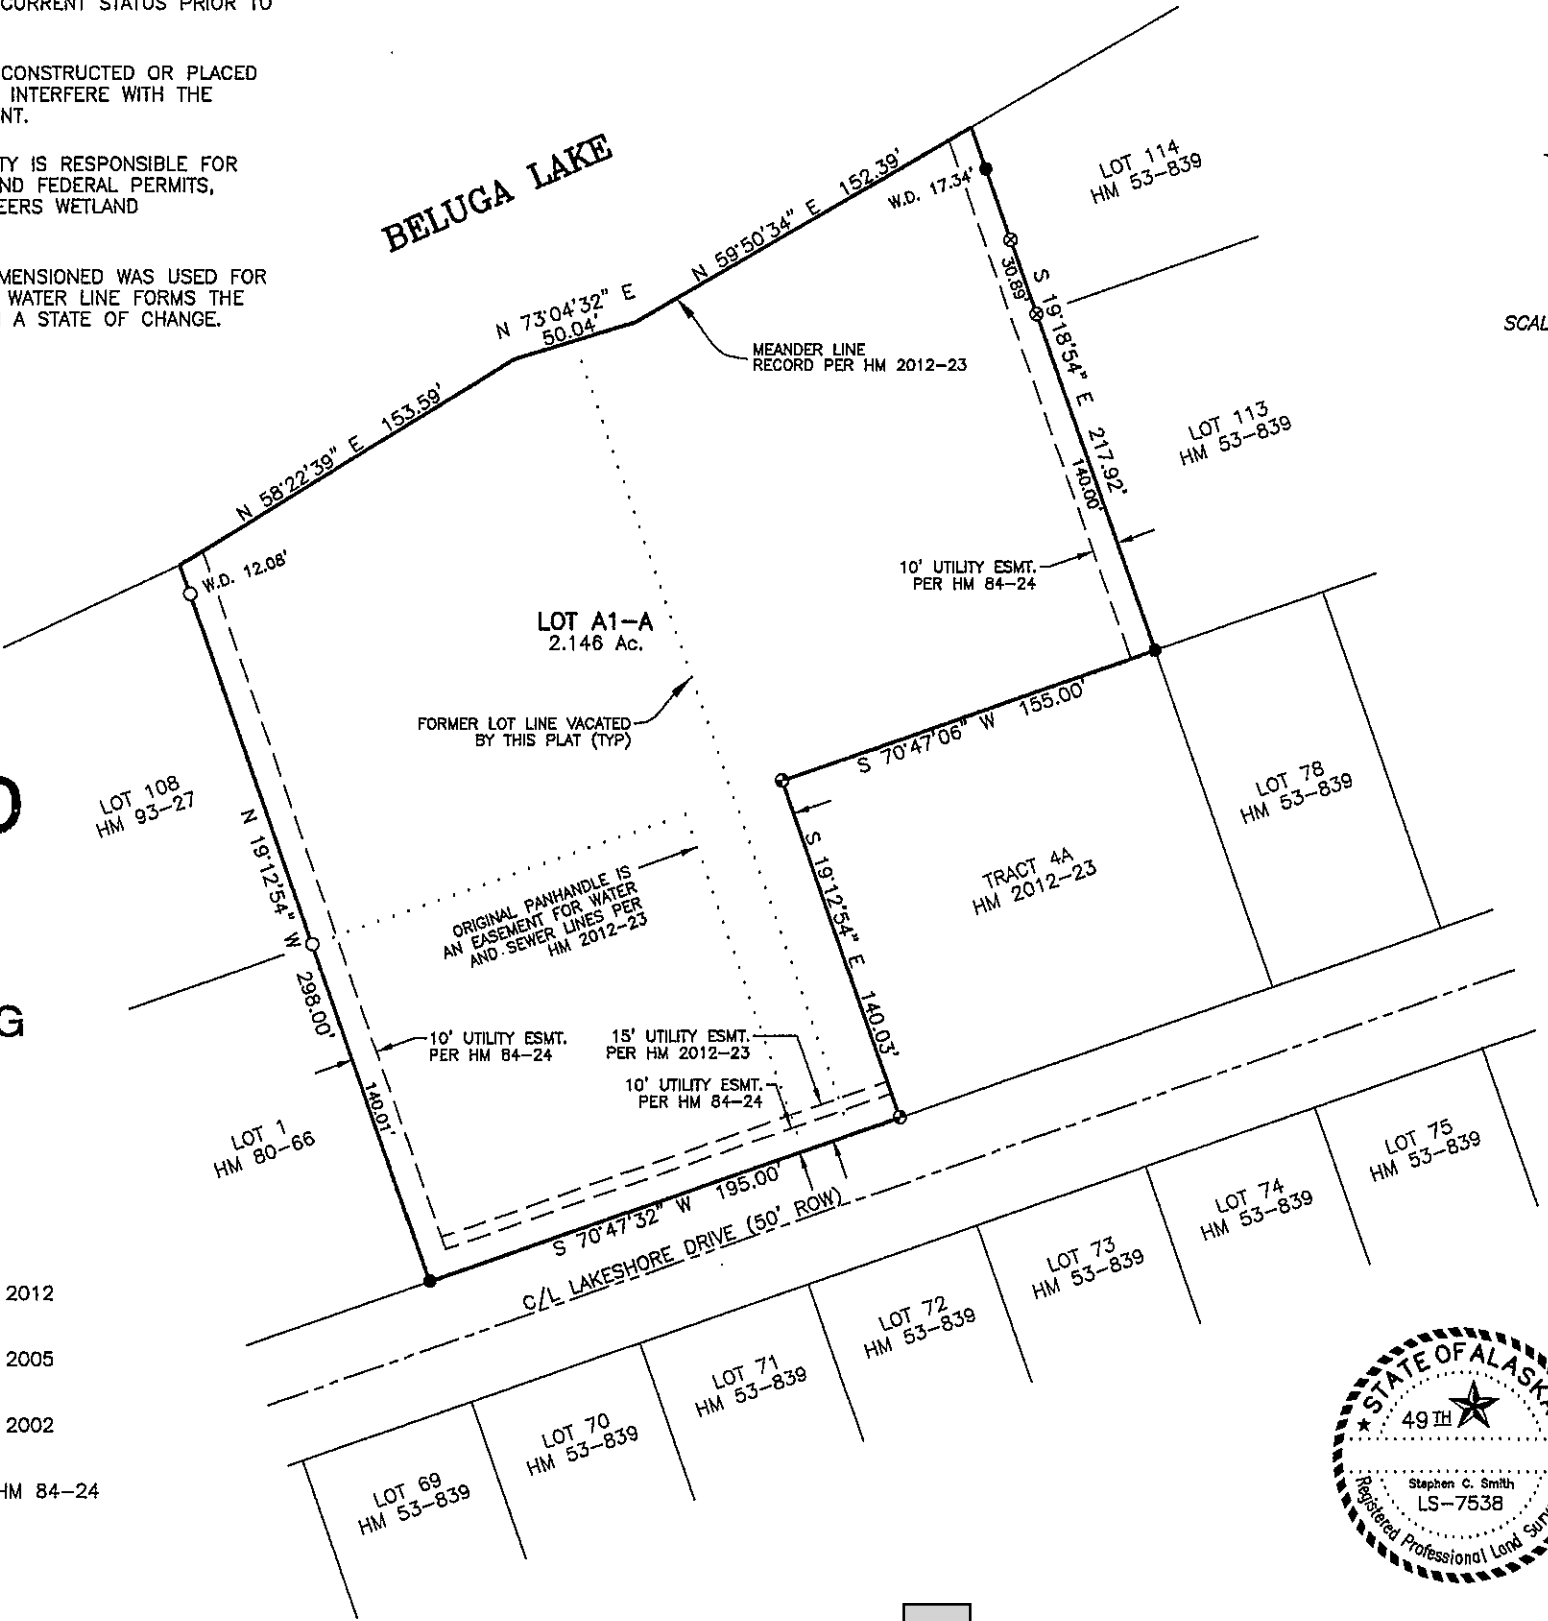 CURRENT STATUS PRIOR TO
CONSTRUCTED OR PLACED
INTERFERE WITH THE
NT.
TY IS RESPONSIBLE FOR
ND FEDERAL PERMITS,
EERS WETLAND
MENSIONED WAS USED FOR
WATER LINE FORMS THE
A STATE OF CHANGE.
BELUGA LAKE
N 59°50'34" E 152.39'
W.D. 17.34'
LOT 114
HM 53-839
30.89'
S 19°18'54" E 217.92'
N 73°04'32" E
50.04'
MEANDER LINE
RECORD PER HM 2012-23
SCAL
N 58°22'39" E 153.59'
LOT 113
HM 53-839
140.00'
W.D. 12.08'
10' UTILITY ESMT.
PER HM 84-24
LOT A1-A
2.146 Ac.
FORMER LOT LINE VACATED
BY THIS PLAT (TYP)
S 70°47'06" W 155.00'
D
LOT 108
HM 93-27
N 19°12'54" W 298.00'
LOT 78
HM 53-839
ORIGINAL PANHANDLE IS
AN EASEMENT FOR WATER
AND SEWER LINES PER
HM 2012-23
S 19°12'54" E 140.03'
TRACT 4A
HM 2012-23
G
10' UTILITY ESMT.
PER HM 84-24
15' UTILITY ESMT.
PER HM 2012-23
10' UTILITY ESMT.
PER HM 84-24
140.01'
LOT 1
HM 80-66
S 70°47'32" W 195.00'
C/L LAKESHORE DRIVE (50' ROW)
LOT 75
HM 53-839
LOT 74
HM 53-839
LOT 73
HM 53-839
LOT 72
HM 53-839
LOT 71
HM 53-839
LOT 70
HM 53-839
LOT 69
HM 53-839
2012
2005
2002
HM 84-24
STATE OF ALASKA
49TH
Stephen C. Smith
LS-7538
Registered Professional Land Surv